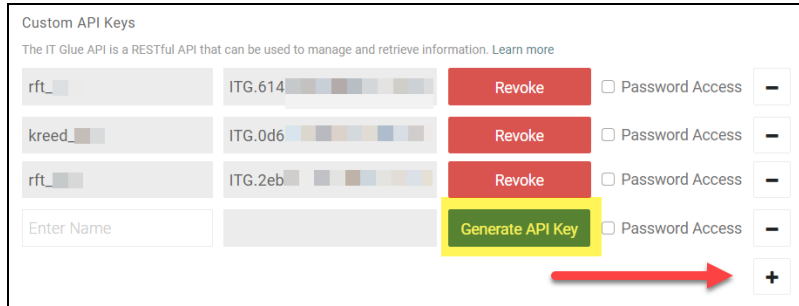 Custom API Keys
The IT Glue API is a RESTful API that can be used to manage and retrieve information. Learn more
rft_ ITG.614 Revoke Password Access −
kreed_ ITG.0d6 Revoke Password Access −
rft_ ITG.2eb Revoke Password Access −
Enter Name Generate API Key Password Access −
+